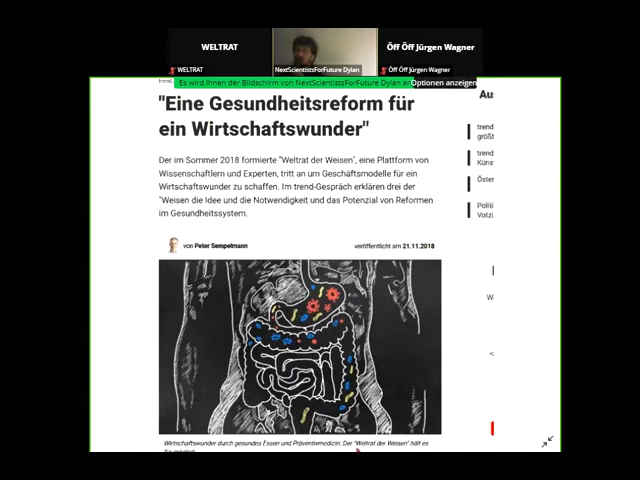 WELTRAT
Öff Öff Jürgen Wagner
WELTRAT
NextScientistsForFuture Dylan
Öff Öff Jürgen Wagner
Es wird Ihnen der Bildschirm von NextScientistsForFuture Dylan an
Optionen anzeigen
"Eine Gesundheitsreform für
ein Wirtschaftswunder"
Der im Sommer 2018 formierte "Weltrat der Weisen", eine Plattform von
Wissenschaftlern und Experten, tritt an um Geschäftsmodelle für ein
Wirtschaftswunder zu schaffen. Im trend-Gespräch erklären drei der
"Weisen die Idee und die Notwendigkeit und das Potenzial von Reformen
im Gesundheitssystem.
von Peter Sempelmann
veröffentlicht am 21.11.2018
Wirtschaftswunder durch gesundes Essen und Präventivmedizin: Der "Weltrat der Weisen" hält es
Au
trend
größt
trend
Küns
Öster
Politi